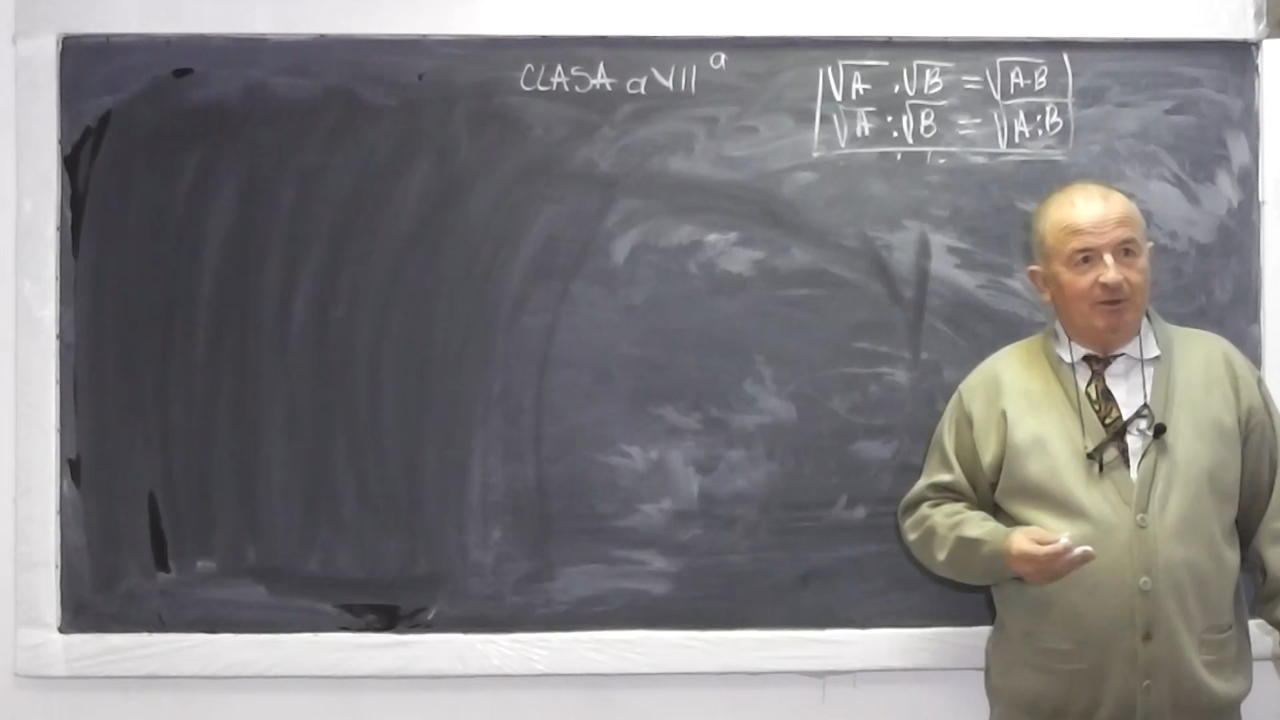 CLASA a VII a
√A · √B = √A·B
√A : √B = √A:B